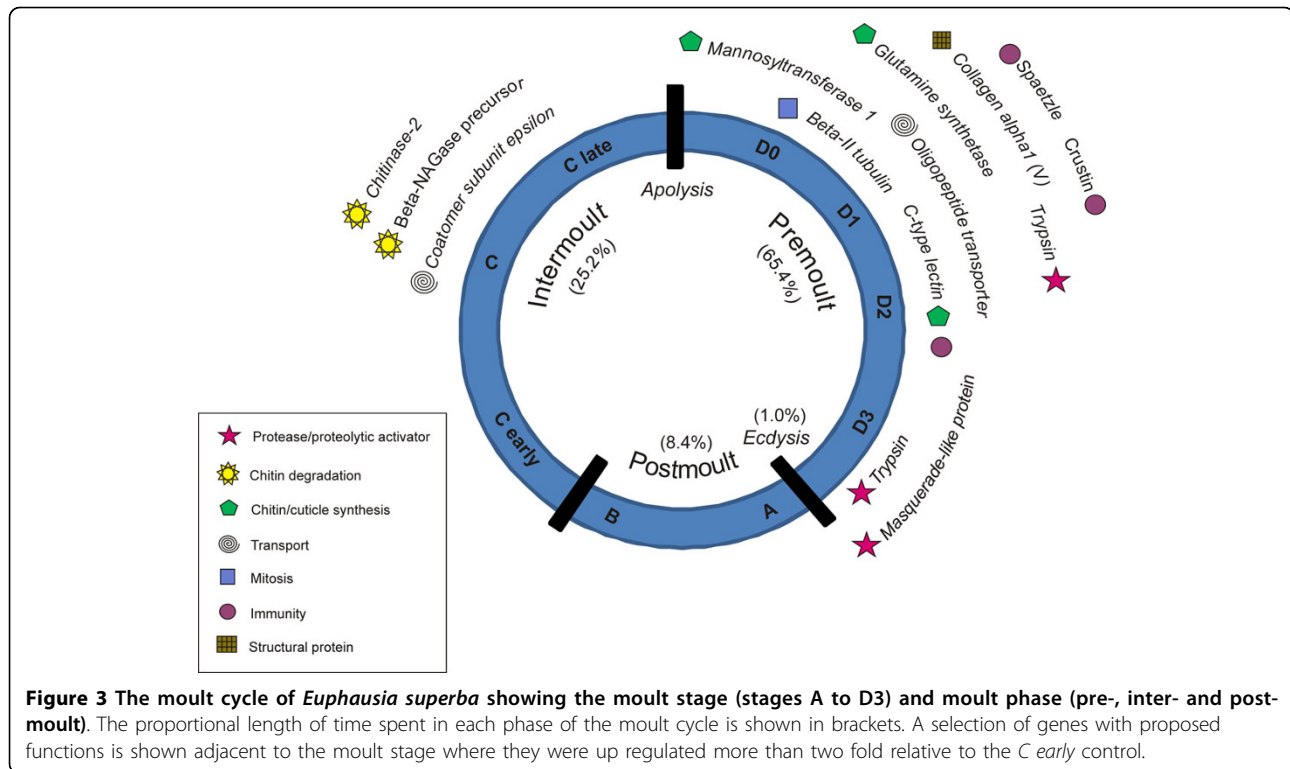 Mannosyltransferase 1
Glutamine synthetase
Collagen alpha1 (V)
Spaetzle
Crustin
Beta-II tubulin
Oligopeptide transporter
Trypsin
C-type lectin
Chitinase-2
Beta-NAGase precursor
Coatomer subunit epsilon
C late
D0
Apolysis
D1
C
Intermoult
(25.2%)
Premoult
(65.4%)
D2
C early
D3
(8.4%)
Postmoult
(1.0%)
Ecdysis
B
A
Trypsin
Masquerade-like protein
Protease/proteolytic activator
Chitin degradation
Chitin/cuticle synthesis
Transport
Mitosis
Immunity
Structural protein
Figure 3 The moult cycle of Euphausia superba showing the moult stage (stages A to D3) and moult phase (pre-, inter- and post-
moult). The proportional length of time spent in each phase of the moult cycle is shown in brackets. A selection of genes with proposed
functions is shown adjacent to the moult stage where they were up regulated more than two fold relative to the C early control.